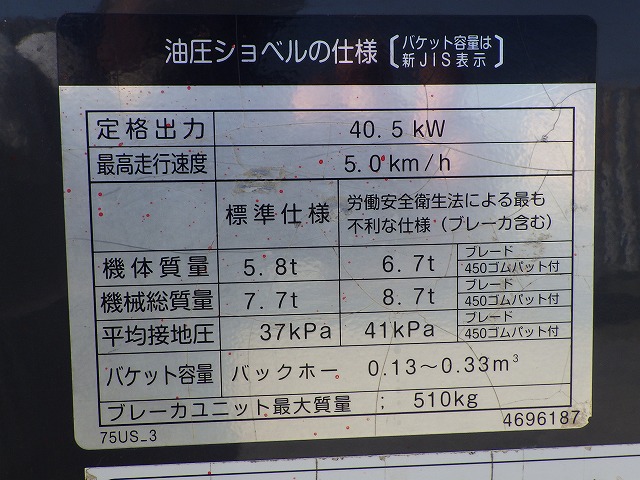 油圧ショベルの仕様〔バケット容量は
新JIS表示〕
定格出力 40.5 kW
最高走行速度 5.0km/h
標準仕様 労働安全衛生法による最も
不利な仕様（ブレーカ含む）
機体質量 5.8t 6.7t ブレード
450ゴムパット付
機械総質量 7.7t 8.7t ブレード
450ゴムパット付
平均接地圧 37kPa 41kPa ブレード
450ゴムパット付
バケット容量 バックホー 0.13～0.33m³
ブレーカユニット最大質量 ； 510kg
75US_3 4696187